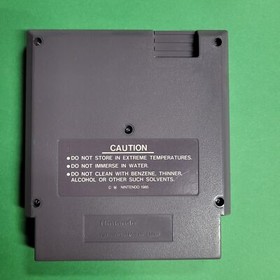 CAUTION
• DO NOT STORE IN EXTREME TEMPERATURES.
• DO NOT IMMERSE IN WATER.
• DO NOT CLEAN WITH BENZENE, THINNER,
ALCOHOL OR OTHER SUCH SOLVENTS.
NINTENDO 1985
Nintendo